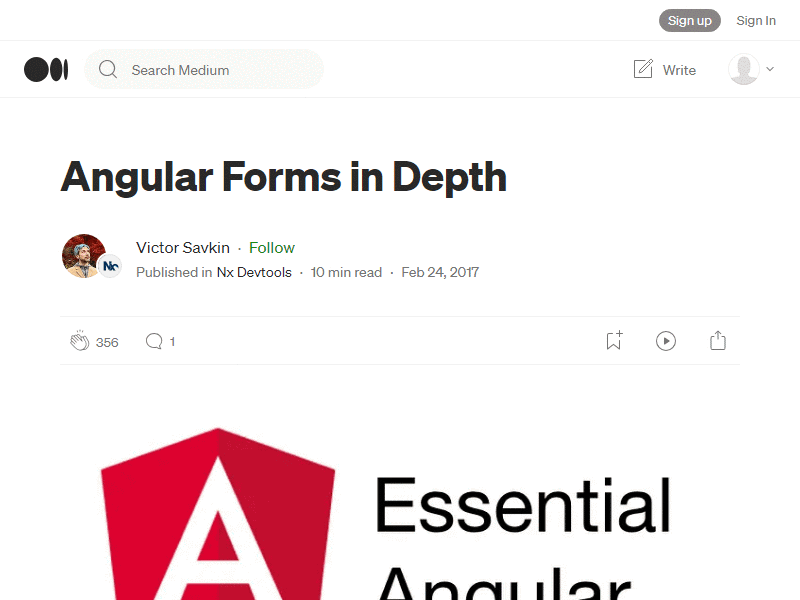 Sign up Sign In
Search Medium Write
Angular Forms in Depth
Victor Savkin · Follow
Published in Nx Devtools · 10 min read · Feb 24, 2017
356 1
Essential
Angular